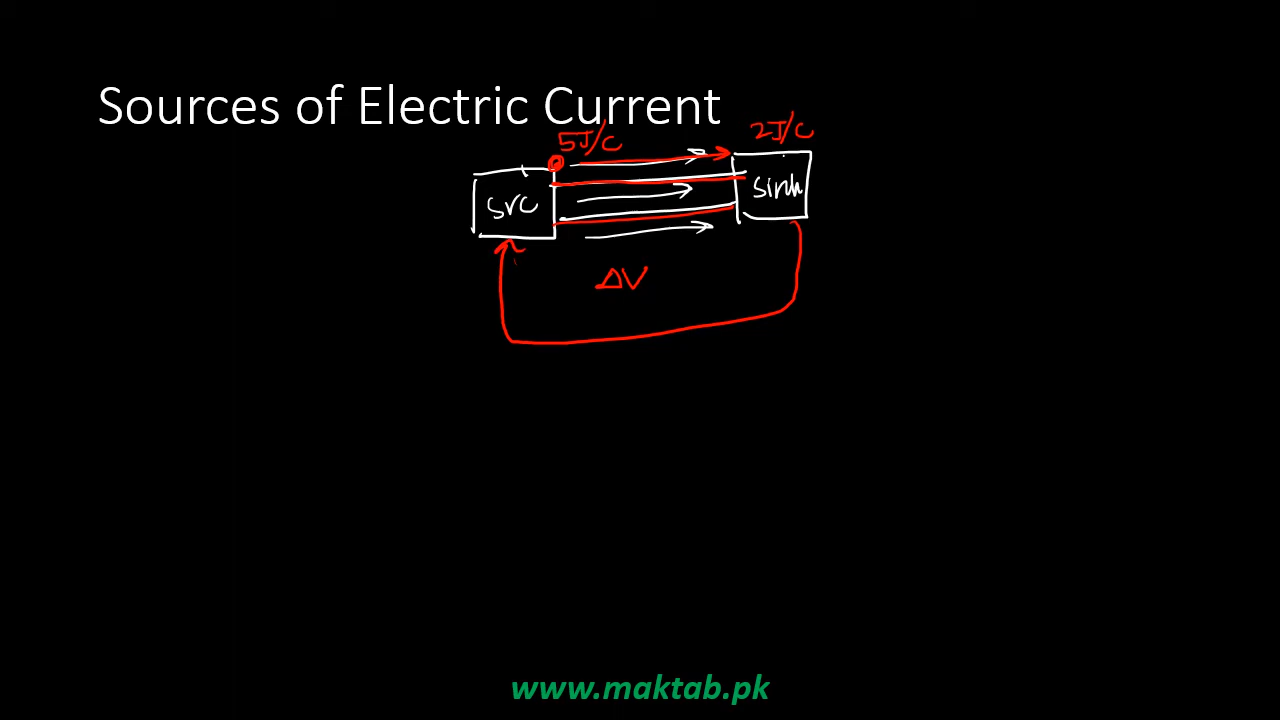 Sources of Electric Current
5J/C
2J/C
src
sink
ΔV
www.maktab.pk